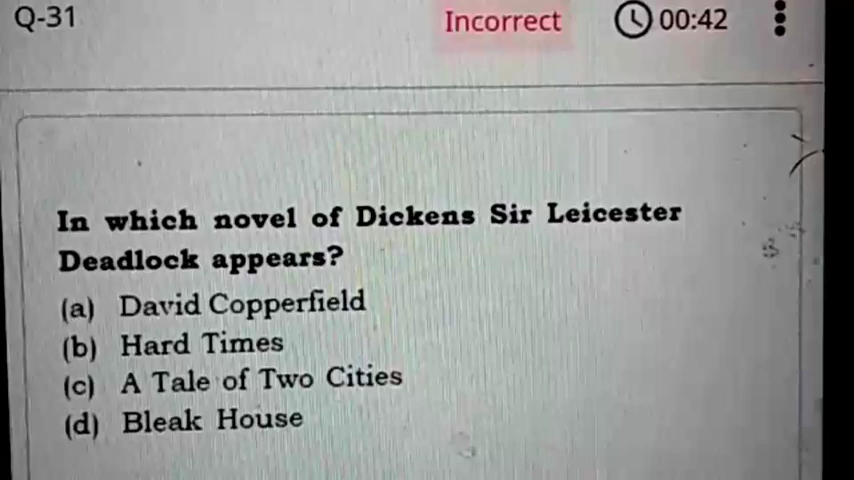 Q-31 Incorrect 00:42
In which novel of Dickens Sir Leicester
Deadlock appears?
(a) David Copperfield
(b) Hard Times
(c) A Tale of Two Cities
(d) Bleak House